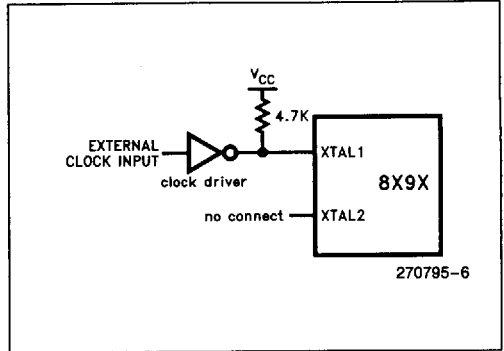 VCC
4.7K
EXTERNAL
CLOCK INPUT
clock driver
XTAL1
8X9X
no connect
XTAL2
270795-6